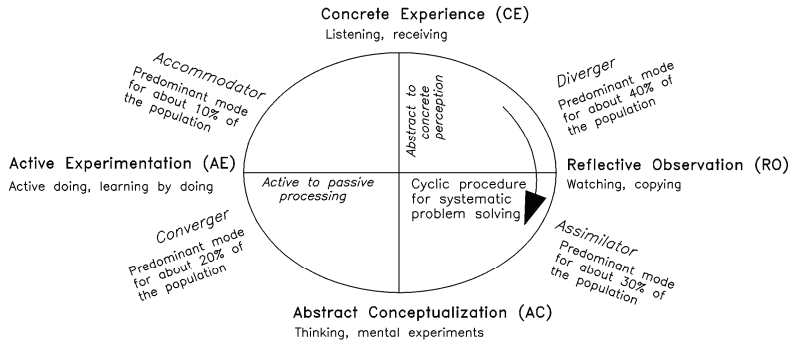 Concrete Experience (CE)
Listening, receiving
Accommodator
Predominant mode
for about 10% of
the population
Diverger
Predominant mode
for about 40% of
the population
Abstract to
concrete
perception
Active Experimentation (AE)
Active doing, learning by doing
Active to passive
processing
Cyclic procedure
for systematic
problem solving
Reflective Observation (RO)
Watching, copying
Converger
Predominant mode
for about 20% of
the population
Assimilator
Predominant mode
for about 30% of
the population
Abstract Conceptualization (AC)
Thinking, mental experiments